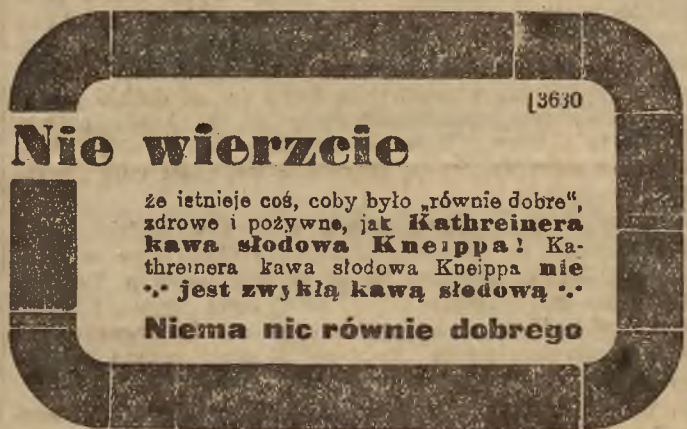 [3630
Nie wierzcie
że istnieje coś, coby było „równie dobre“,
zdrowe i pożywne, jak Kathreinera
kawa słodowa Kneippa! Ka-
threinera kawa słodowa Kneippa nie
•.• jest zwykłą kawą słodową •.•
Niema nic równie dobrego